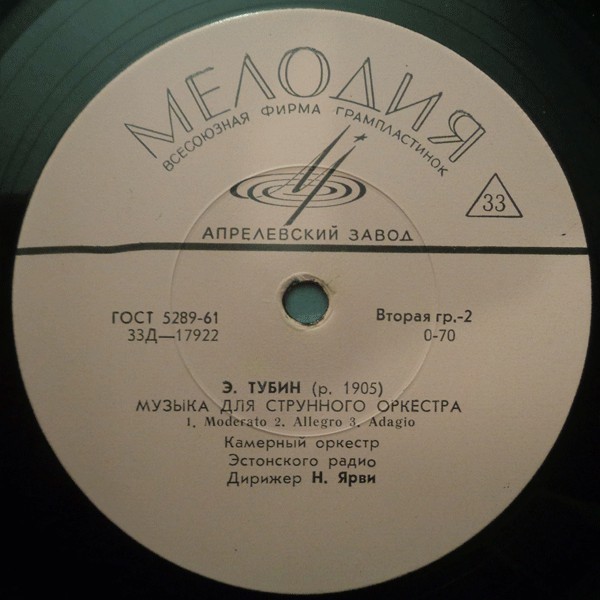 МЕЛОДИЯ
ВСЕСОЮЗНАЯ ФИРМА ГРАМПЛАСТИНОК
33
АПРЕЛЕВСКИЙ ЗАВОД
ГОСТ 5289-61 Вторая гр.-2
33Д—17922 0-70
Э. ТУБИН (р. 1905)
МУЗЫКА ДЛЯ СТРУННОГО ОРКЕСТРА
1. Moderato 2. Allegro 3. Adagio
Камерный оркестр
Эстонского радио
Дирижер Н. Ярви